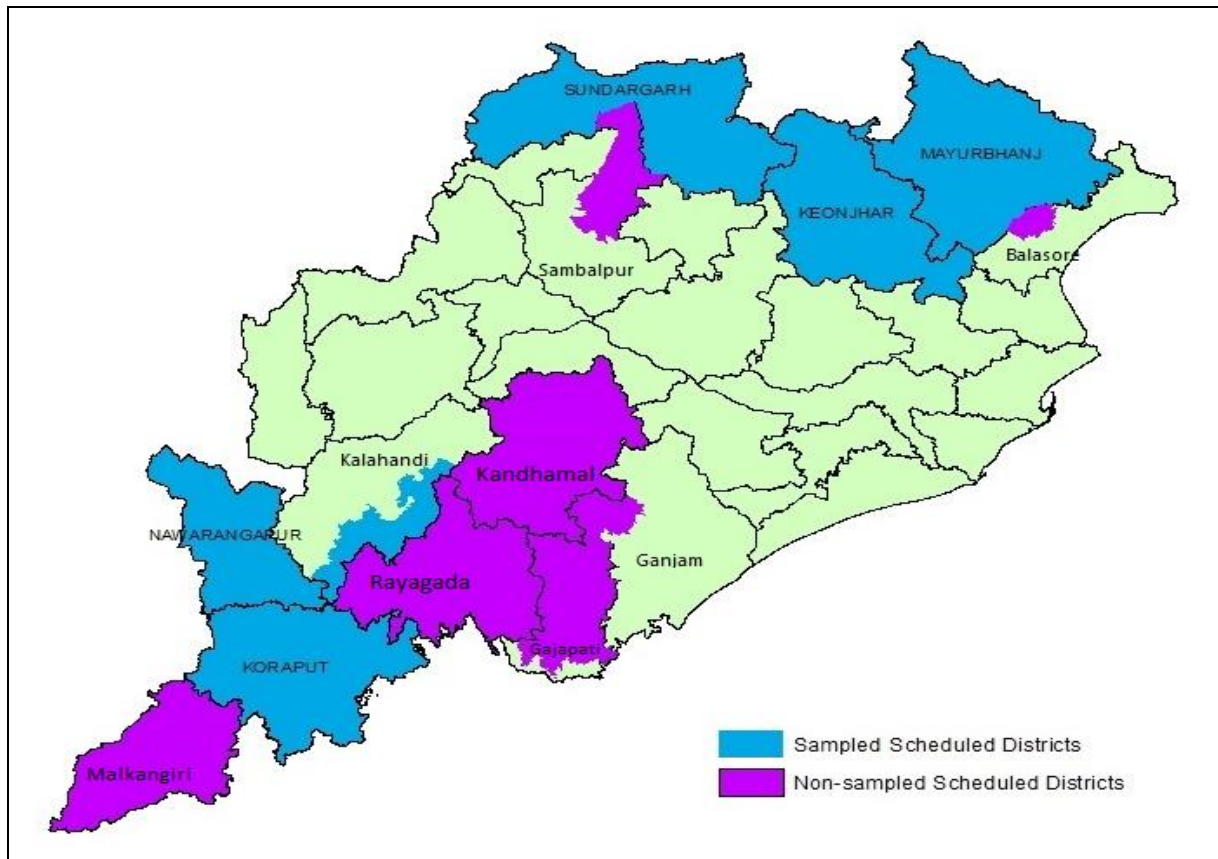 SUNDARGARH
MAYURBHANJ
KEONJHAR
Balasore
Sambalpur
Kalahandi
Kandhamal
NAWARANGAPUR
Ganjam
Rayagada
Gajapati
KORAPUT
Sampled Scheduled Districts
Malkangiri
Non-sampled Scheduled Districts